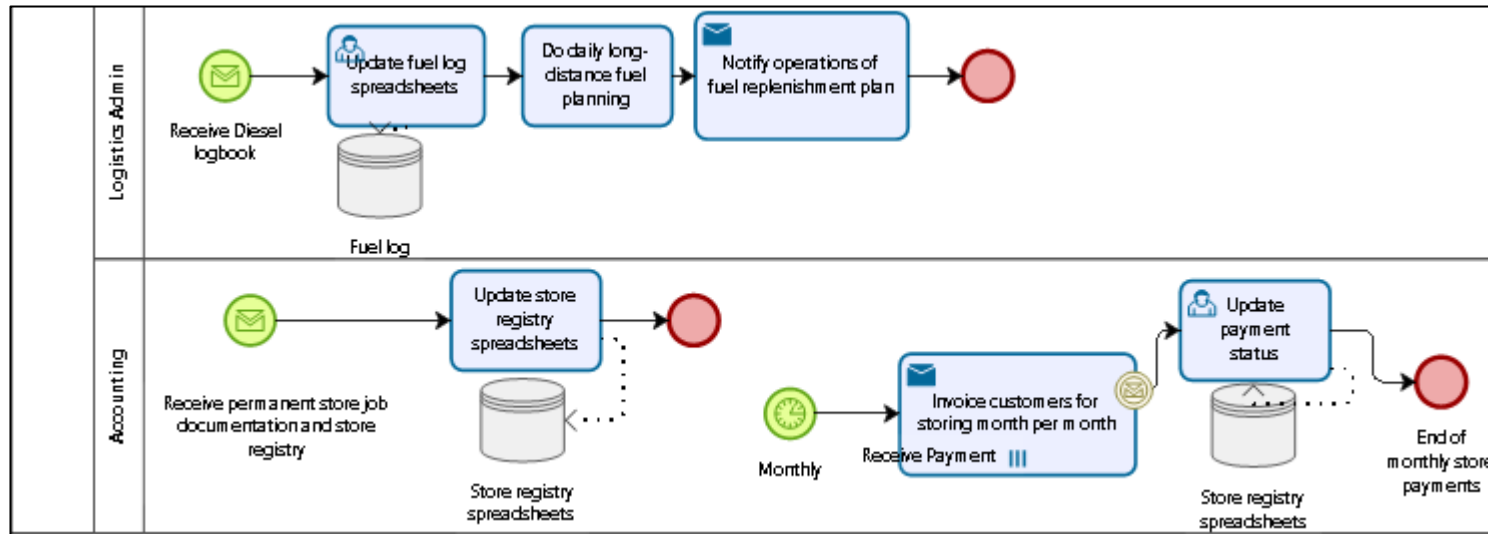 Logistics Admin
Update fuel log
spreadsheets
Do daily long-
distance fuel
planning
Notify operations of
fuel replenishment plan
Receive Diesel
logbook
Fuel log
Accounting
Update store
registry
spreadsheets
Receive permanent store job
documentation and store
registry
Store registry
spreadsheets
Monthly
Invoice customers for
storing month per month
Receive Payment
Update
payment
status
Store registry
spreadsheets
End of
monthly store
payments